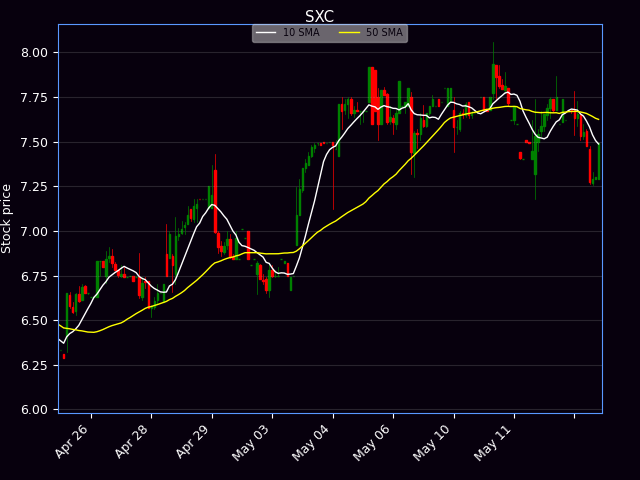 SXC
10 SMA 50 SMA
Stock price
8.00
7.75
7.50
7.25
7.00
6.75
6.50
6.25
6.00
Apr 26
Apr 28
Apr 29
May 03
May 04
May 06
May 10
May 11